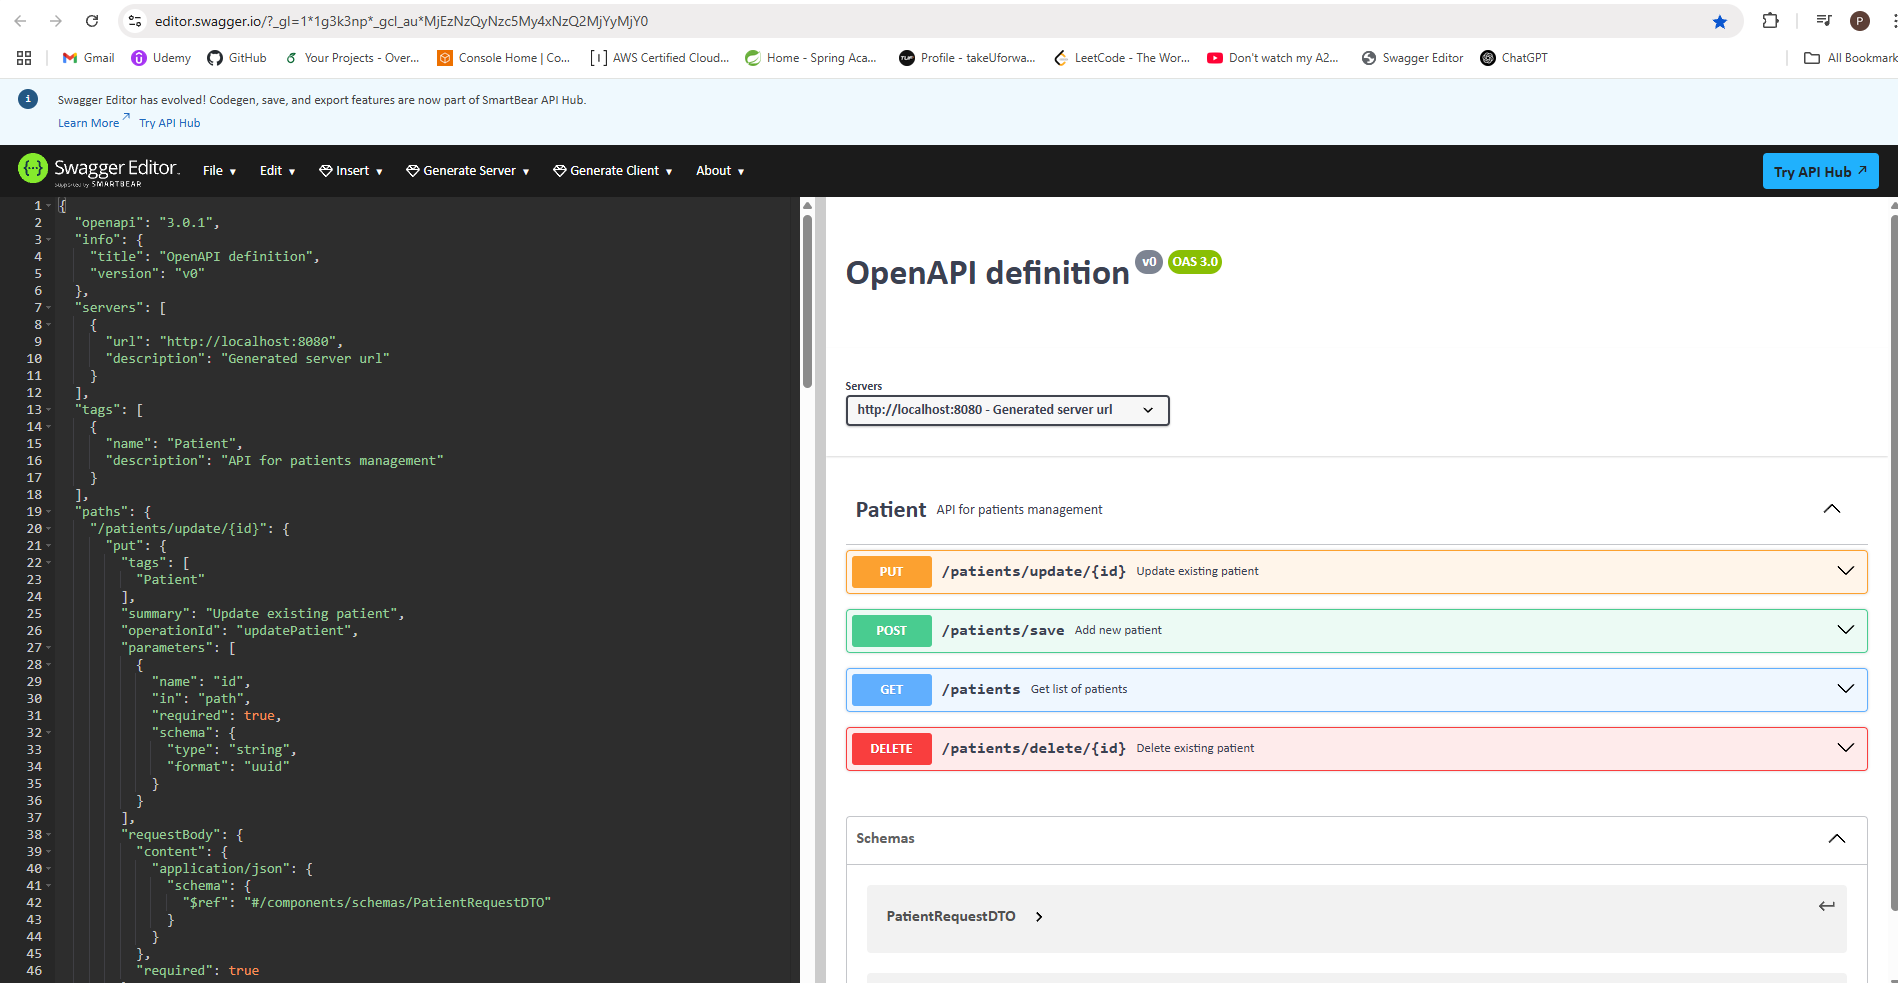 editor.swagger.io/?_gl=1*1g3k3np*_gcl_au*MjEzNzQyNzc5My4xNzQ2MjYyMjY0
P
Gmail Udemy GitHub Your Projects - Over... Console Home | Co... AWS Certified Cloud... Home - Spring Aca... Profile - takeUforwa... LeetCode - The Wor... Don't watch my A2... Swagger Editor ChatGPT All Bookmark
Swagger Editor has evolved! Codegen, save, and export features are now part of SmartBear API Hub.
Learn More Try API Hub
Swagger Editor. File Edit Insert Generate Server Generate Client About Try API Hub
supported by SMARTBEAR
1 {
2 "openapi": "3.0.1",
3 "info": {
4 "title": "OpenAPI definition",
5 "version": "v0"
6 },
7 "servers": [
8 {
9 "url": "http://localhost:8080",
10 "description": "Generated server url"
11 }
12 ],
13 "tags": [
14 {
15 "name": "Patient",
16 "description": "API for patients management"
17 }
18 ],
19 "paths": {
20 "/patients/update/{id}": {
21 "put": {
22 "tags": [
23 "Patient"
24 ],
25 "summary": "Update existing patient",
26 "operationId": "updatePatient",
27 "parameters": [
28 {
29 "name": "id",
30 "in": "path",
31 "required": true,
32 "schema": {
33 "type": "string",
34 "format": "uuid"
35 }
36 }
37 ],
38 "requestBody": {
39 "content": {
40 "application/json": {
41 "schema": {
42 "$ref": "#/components/schemas/PatientRequestDTO"
43 }
44 }
45 },
46 "required": true
OpenAPI definition v0 OAS 3.0
Servers
http://localhost:8080 - Generated server url
Patient API for patients management
PUT /patients/update/{id} Update existing patient
POST /patients/save Add new patient
GET /patients Get list of patients
DELETE /patients/delete/{id} Delete existing patient
Schemas
PatientRequestDTO